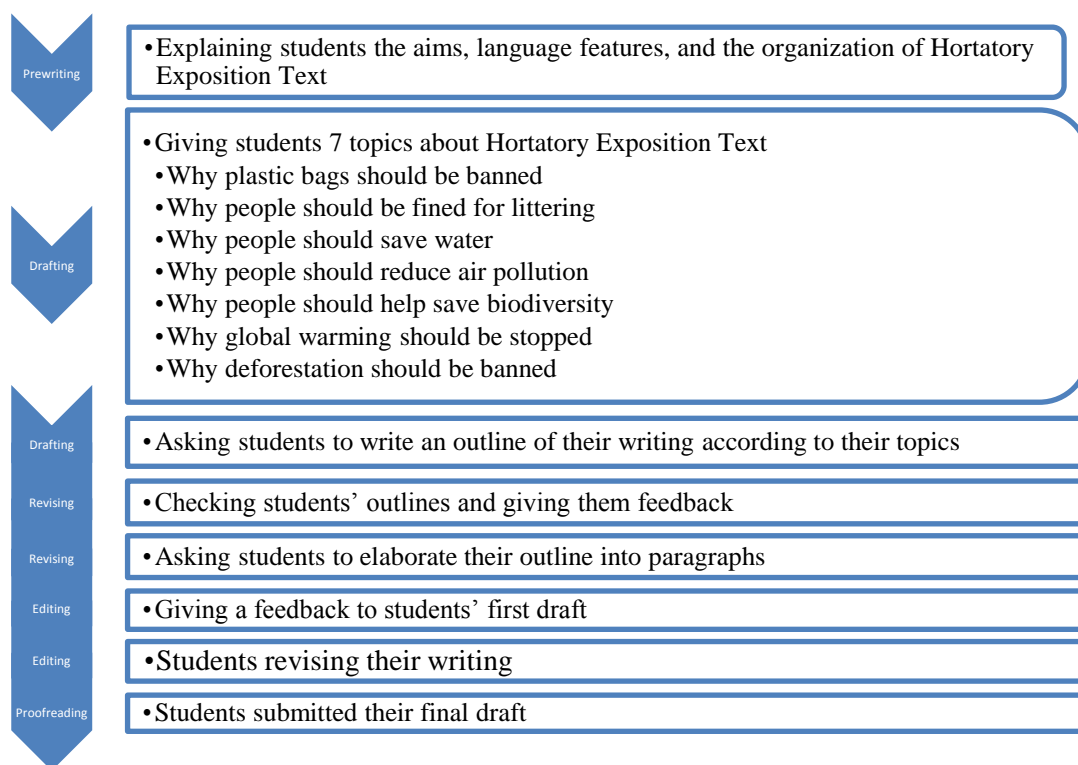 Prewriting
•Explaining students the aims, language features, and the organization of Hortatory
Exposition Text
Drafting
•Giving students 7 topics about Hortatory Exposition Text
•Why plastic bags should be banned
•Why people should be fined for littering
•Why people should save water
•Why people should reduce air pollution
•Why people should help save biodiversity
•Why global warming should be stopped
•Why deforestation should be banned
Drafting
•Asking students to write an outline of their writing according to their topics
Revising
•Checking students’ outlines and giving them feedback
Revising
•Asking students to elaborate their outline into paragraphs
Editing
•Giving a feedback to students’ first draft
Editing
•Students revising their writing
Proofreading
•Students submitted their final draft